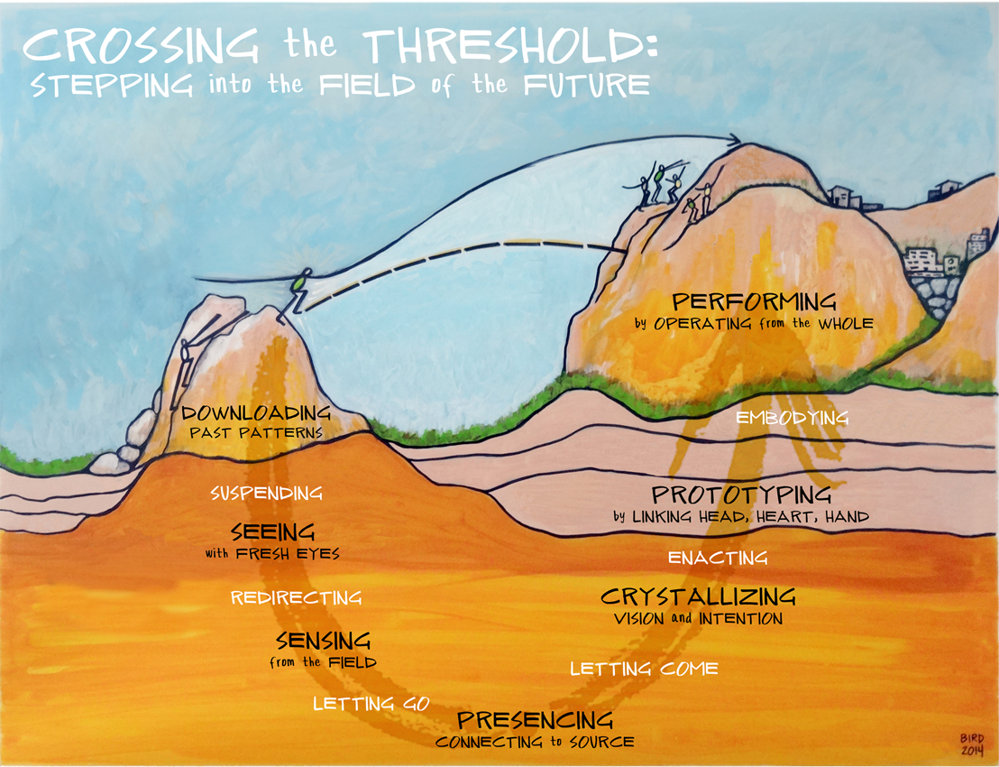 CROSSING the THRESHOLD:
STEPPING into the FIELD of the FUTURE
DOWNLOADING
PAST PATTERNS
SUSPENDING
SEEING
with FRESH EYES
REDIRECTING
SENSING
from the FIELD
LETTING GO
PRESENCING
CONNECTING to SOURCE
LETTING COME
CRYSTALLIZING
VISION and INTENTION
ENACTING
PROTOTYPING
by LINKING HEAD, HEART, HAND
EMBODYING
PERFORMING
by OPERATING from the WHOLE
BIRD
2014